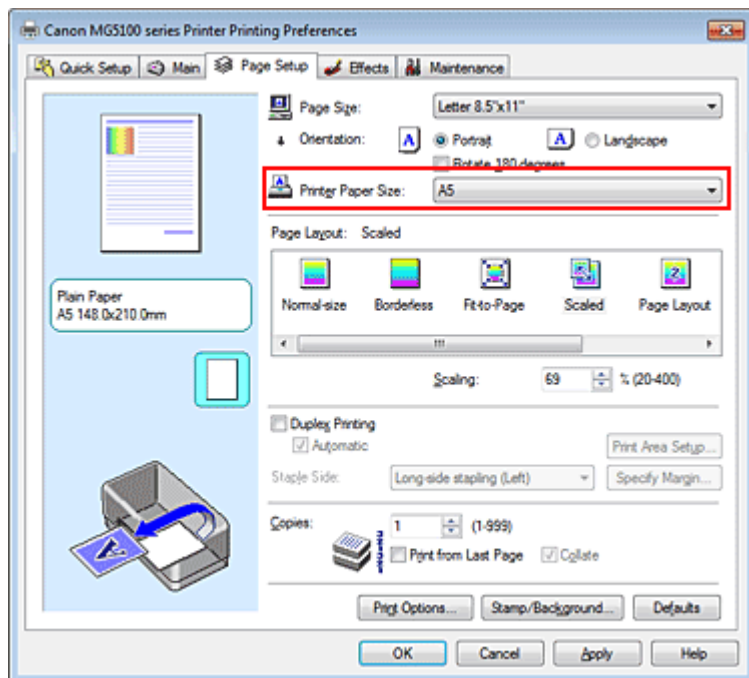 Canon MG5100 series Printer Printing Preferences
Quick Setup Main Page Setup Effects Maintenance
Page Size: Letter 8.5"x11"
Orientation: A Portrait A Landscape
Rotate 180 degrees
Printer Paper Size: A5
Page Layout: Scaled
Normal-size Borderless Fit-to-Page Scaled Page Layout
Plain Paper
A5 148.0x210.0mm
Scaling: 69 % (20-400)
Duplex Printing
Automatic
Print Area Setup...
Staple Side: Long-side stapling (Left) Specify Margin...
Copies: 1 (1-999)
Print from Last Page Collate
Print Options... Stamp/Background... Defaults
OK Cancel Apply Help